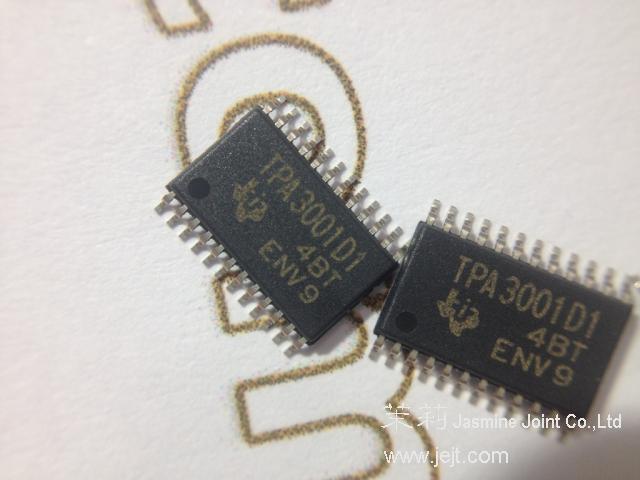 TPA3001D1
4BT
ENV9
TPA3001D1
4BT
ENV9
茉莉 Jasmine Joint Co.,Ltd
www.jejt.com